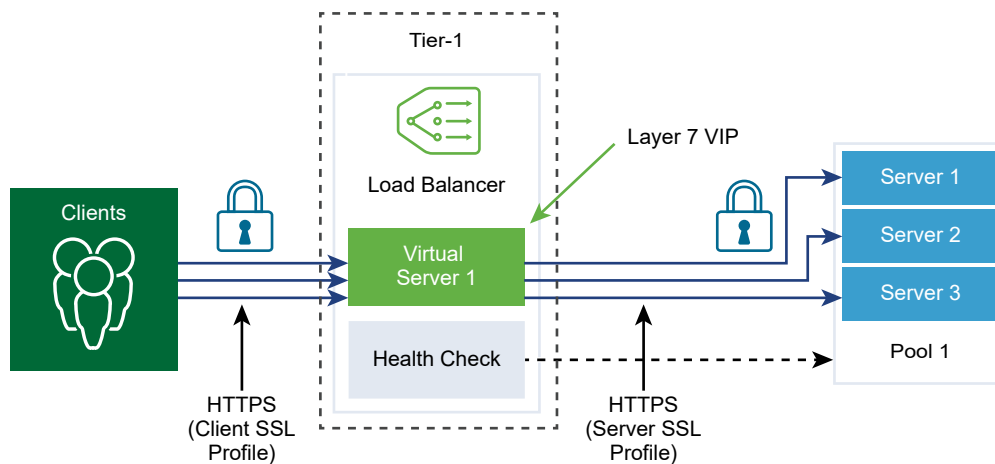 Tier-1
Layer 7 VIP
Load Balancer
Clients
Virtual
Server 1
Server 1
Server 2
Server 3
Health Check
Pool 1
HTTPS
(Client SSL
Profile)
HTTPS
(Server SSL
Profile)